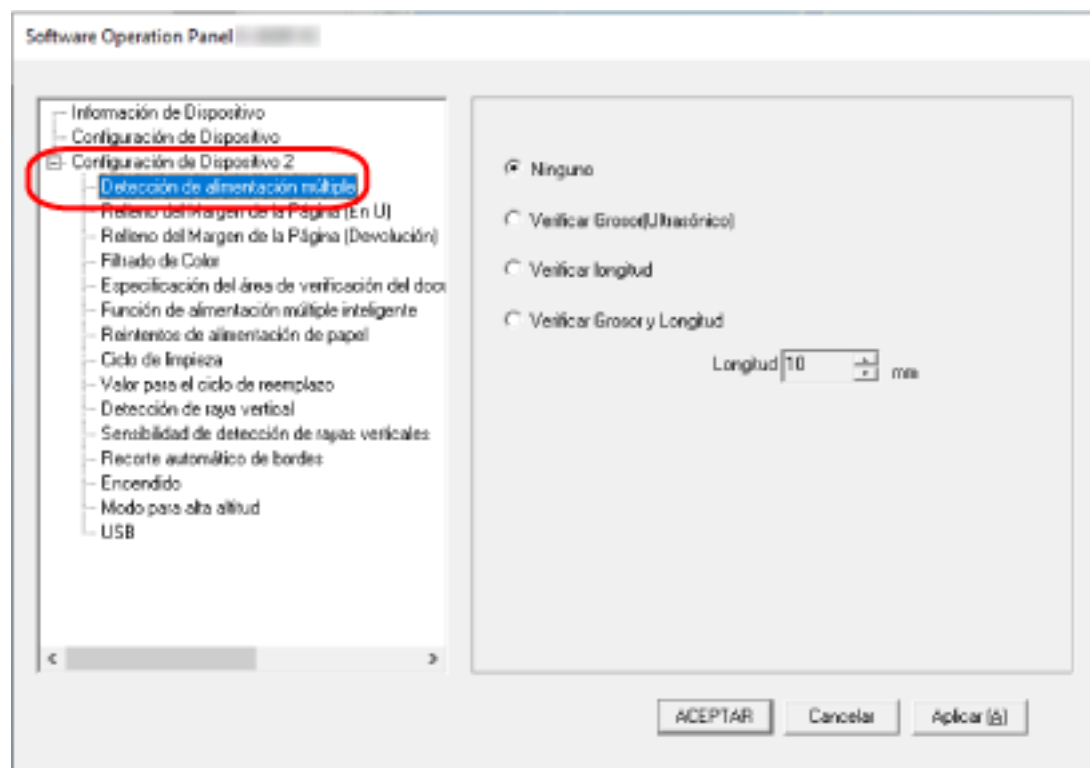 Software Operation Panel
Información de Dispositivo
Configuración de Dispositivo
Configuración de Dispositivo 2
Detección de alimentación múltiple
Relleno del Margen de la Página (En U)
Relleno del Margen de la Página (Devolución)
Filtrado de Color
Especificación del área de verificación del docu
Función de alimentación múltiple inteligente
Reintentos de alimentación de papel
Ciclo de limpieza
Valor para el ciclo de reemplazo
Detección de raya vertical
Sensibilidad de detección de rayas verticales
Recorte automático de bordes
Encendido
Modo para alta altitud
USB
Ninguno
Verificar Grosor(Ultrasónico)
Verificar longitud
Verificar Grosor y Longitud
Longitud 10 mm
ACEPTAR Cancelar Aplicar (A)